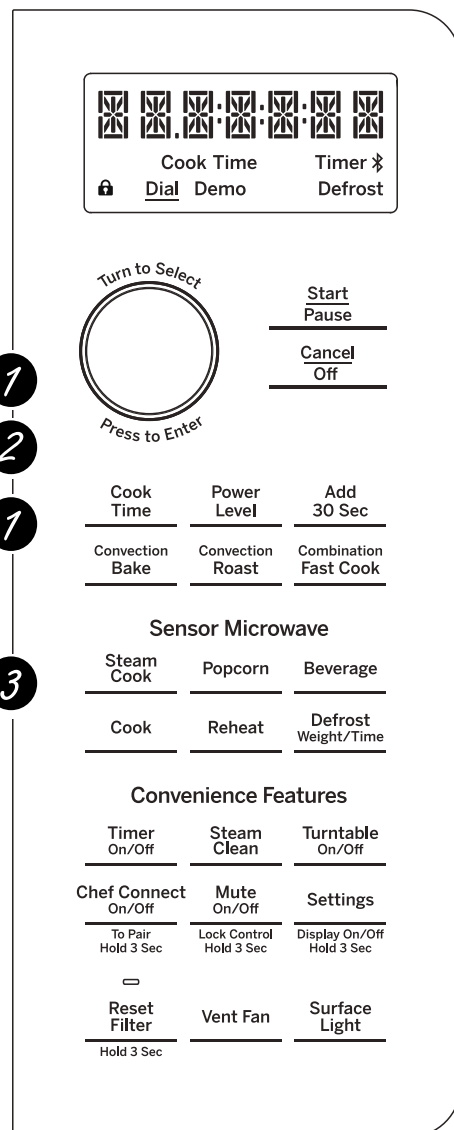 Cook Time Timer
Dial Demo Defrost
Turn to Select
Start
Pause
1
Cancel
Off
Press to Enter
2
Cook Time
Power Level
Add 30 Sec
1
Convection Bake
Convection Roast
Combination Fast Cook
Sensor Microwave
Steam Cook
Popcorn
Beverage
3
Cook
Reheat
Defrost Weight/Time
Convenience Features
Timer On/Off
Steam Clean
Turntable On/Off
Chef Connect On/Off
Mute On/Off
Settings
To Pair Hold 3 Sec
Lock Control Hold 3 Sec
Display On/Off Hold 3 Sec
Reset Filter
Vent Fan
Surface Light
Hold 3 Sec